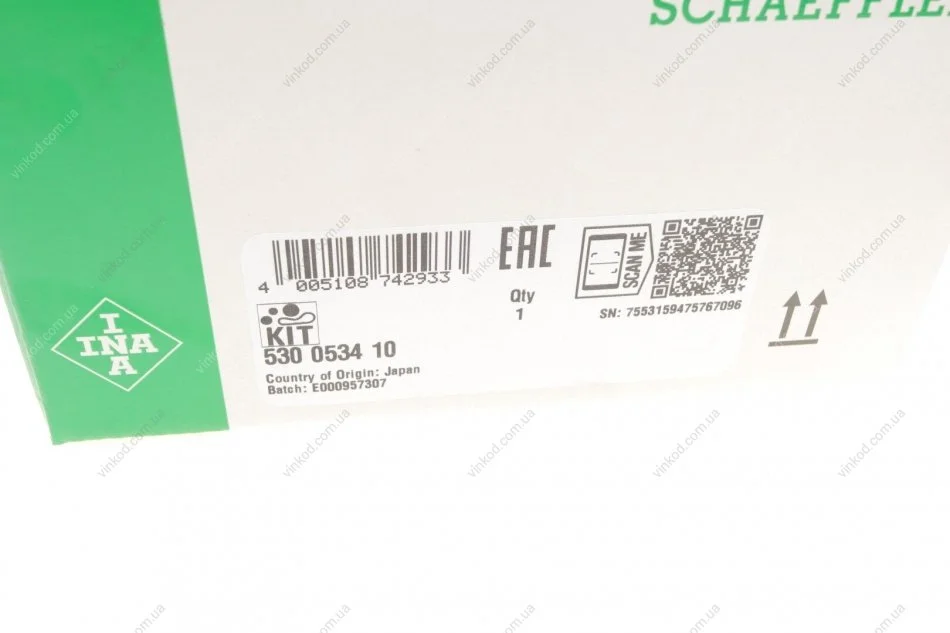 SCHAEFFLE
4 005108 742933
EAC
SCAN ME
SN: 7553159475767096
Qty
1
KIT
530 0534 10
Country of Origin: Japan
Batch: E000957307
I
INA
A
vinkod.com.ua